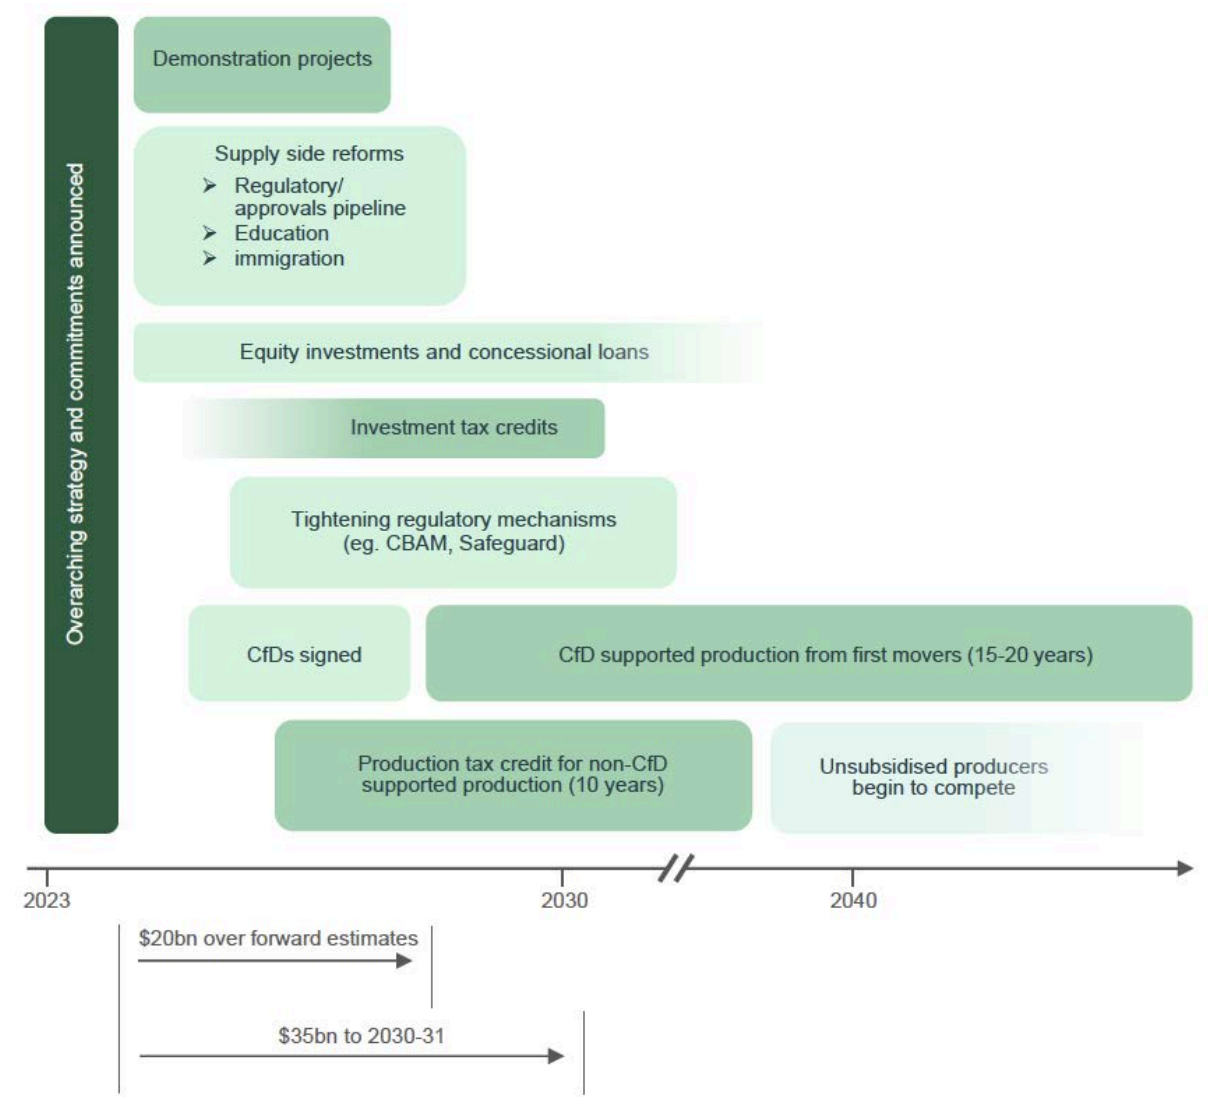 Overarching strategy and commitments announced
Demonstration projects
Supply side reforms
➢ Regulatory/
approvals pipeline
➢ Education
➢ immigration
Equity investments and concessional loans
Investment tax credits
Tightening regulatory mechanisms
(eg. CBAM, Safeguard)
CfDs signed
CfD supported production from first movers (15-20 years)
Production tax credit for non-CfD
supported production (10 years)
Unsubsidised producers
begin to compete
2023
2030
2040
$20bn over forward estimates
$35bn to 2030-31